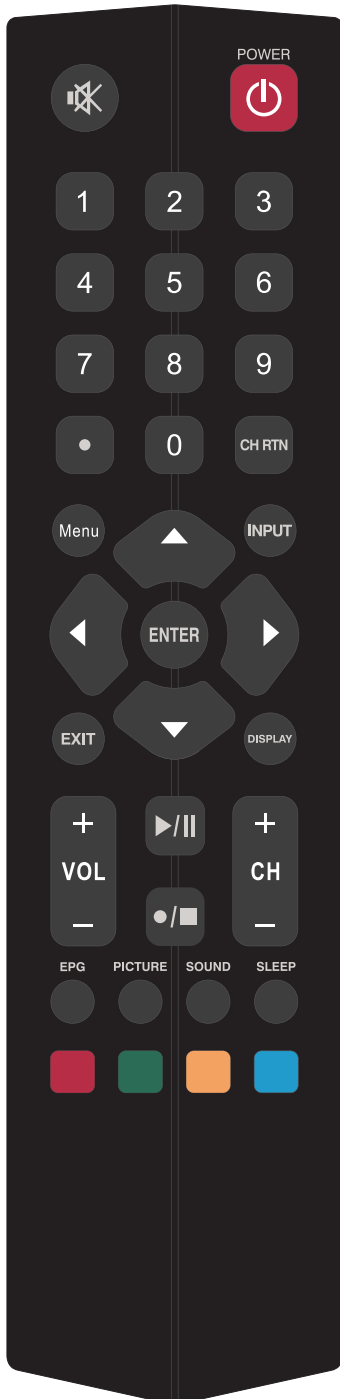 POWER
1 2 3
4 5 6
7 8 9
0 CH RTN
Menu INPUT
ENTER
EXIT DISPLAY
+ +
VOL CH
− −
EPG PICTURE SOUND SLEEP